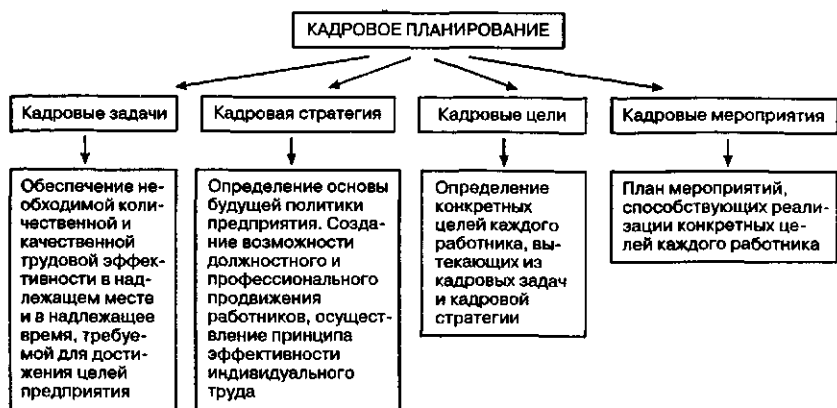 КАДРОВОЕ ПЛАНИРОВАНИЕ
Кадровые задачи
Кадровая стратегия
Кадровые цели
Кадровые мероприятия
Обеспечение не-
обходимой коли-
чественной и
качественной
трудовой эффек-
тивности в над-
лежащем месте
и в надлежащее
время, требуе-
мой для дости-
жения целей
предприятия
Определение основы
будущей политики
предприятия. Созда-
ние возможности
должностного и
профессионального
продвижения
работников, осущест-
вление принципа
эффективности
индивидуального
труда
Определение
конкретных
целей каждого
работника, вы-
текающих из
кадровых задач
и кадровой
стратегии
План мероприятий,
способствующих реали-
зации конкретных це-
лей каждого работника